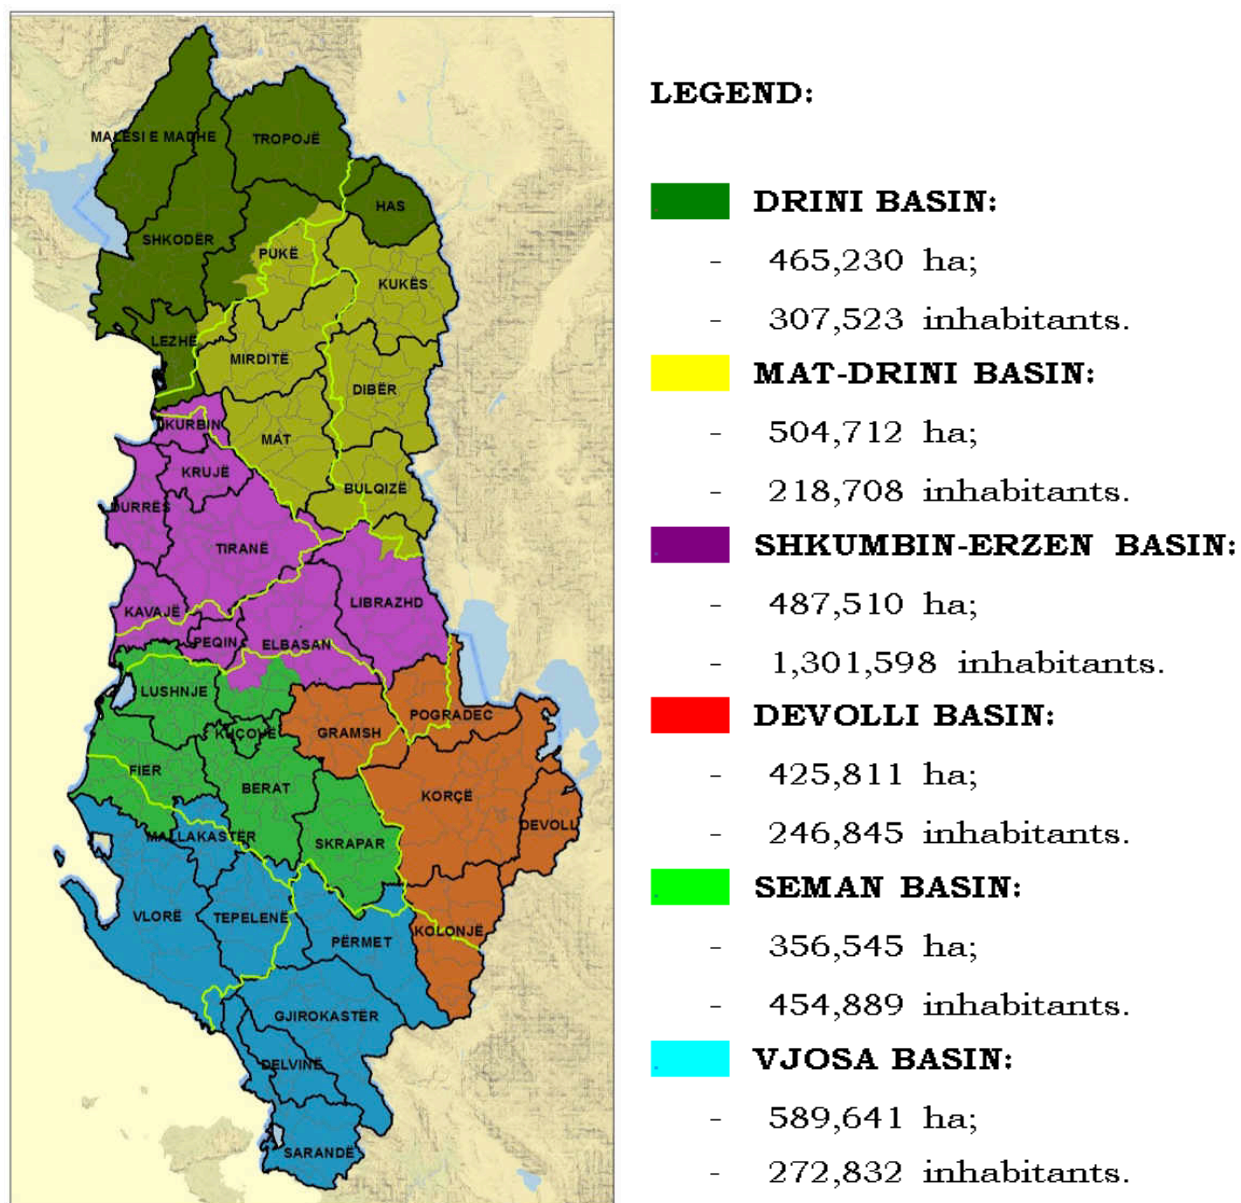 MALËSI E MADHE
TROPOJË
HAS
SHKODËR
PUKË
KUKËS
LEZHË
MIRDITË
DIBËR
KURBIN
MAT
KRUJË
BULQIZË
DURRËS
TIRANË
KAVAJË
LIBRAZHD
PEQIN
ELBASAN
LUSHNJE
POGRADEC
KUÇOVË
GRAMSH
FIER
BERAT
KORÇË
DEVOLL
MALLAKASTËR
SKRAPAR
VLORË
TEPELENË
KOLONJË
PËRMET
GJIROKASTËR
DELVINË
SARANDË
LEGEND:
DRINI BASIN:
- 465,230 ha;
- 307,523 inhabitants.
MAT-DRINI BASIN:
- 504,712 ha;
- 218,708 inhabitants.
SHKUMBIN-ERZEN BASIN:
- 487,510 ha;
- 1,301,598 inhabitants.
DEVOLLI BASIN:
- 425,811 ha;
- 246,845 inhabitants.
SEMAN BASIN:
- 356,545 ha;
- 454,889 inhabitants.
VJOSA BASIN:
- 589,641 ha;
- 272,832 inhabitants.